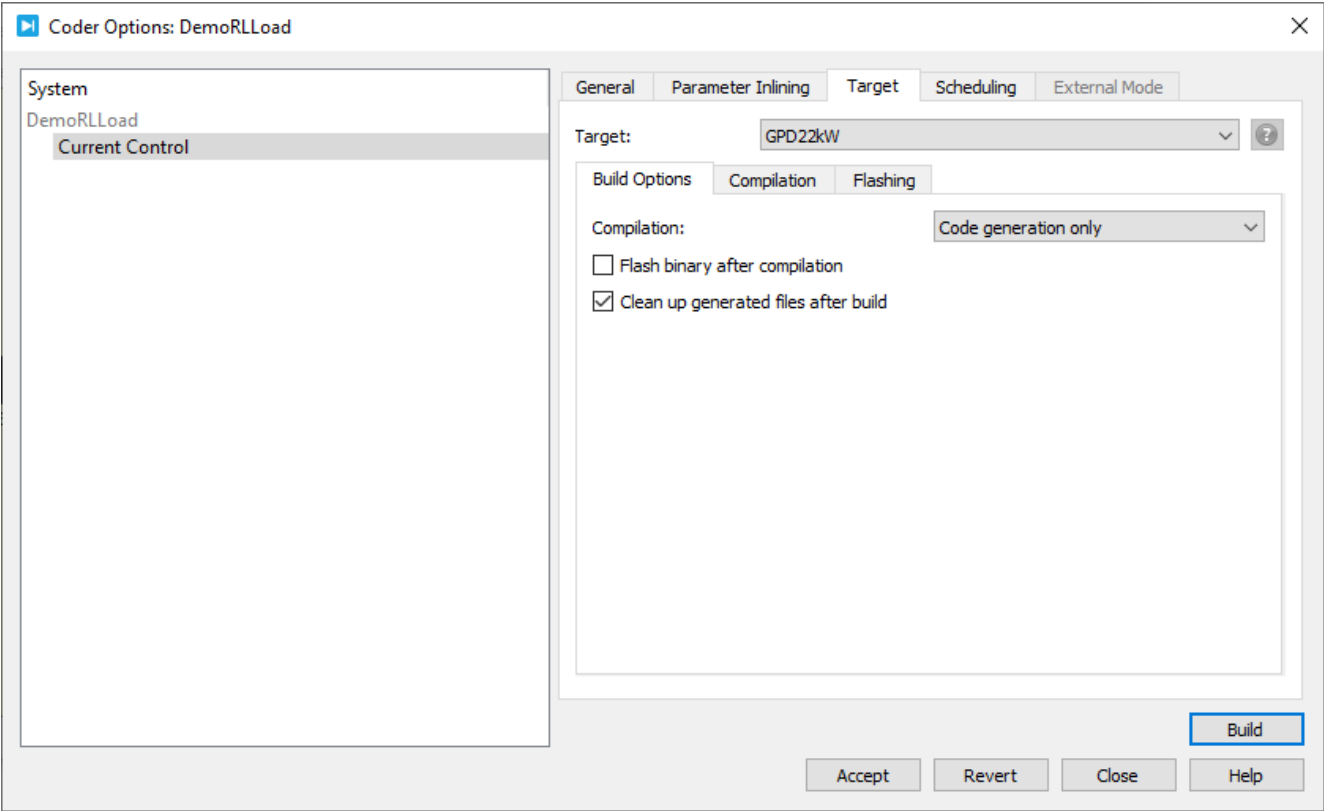 Coder Options: DemoRLLoad
System
DemoRLLoad
Current Control
General Parameter Inlining Target Scheduling External Mode
Target: GPD22kW ?
Build Options Compilation Flashing
Compilation: Code generation only
Flash binary after compilation
Clean up generated files after build
Build
Accept Revert Close Help